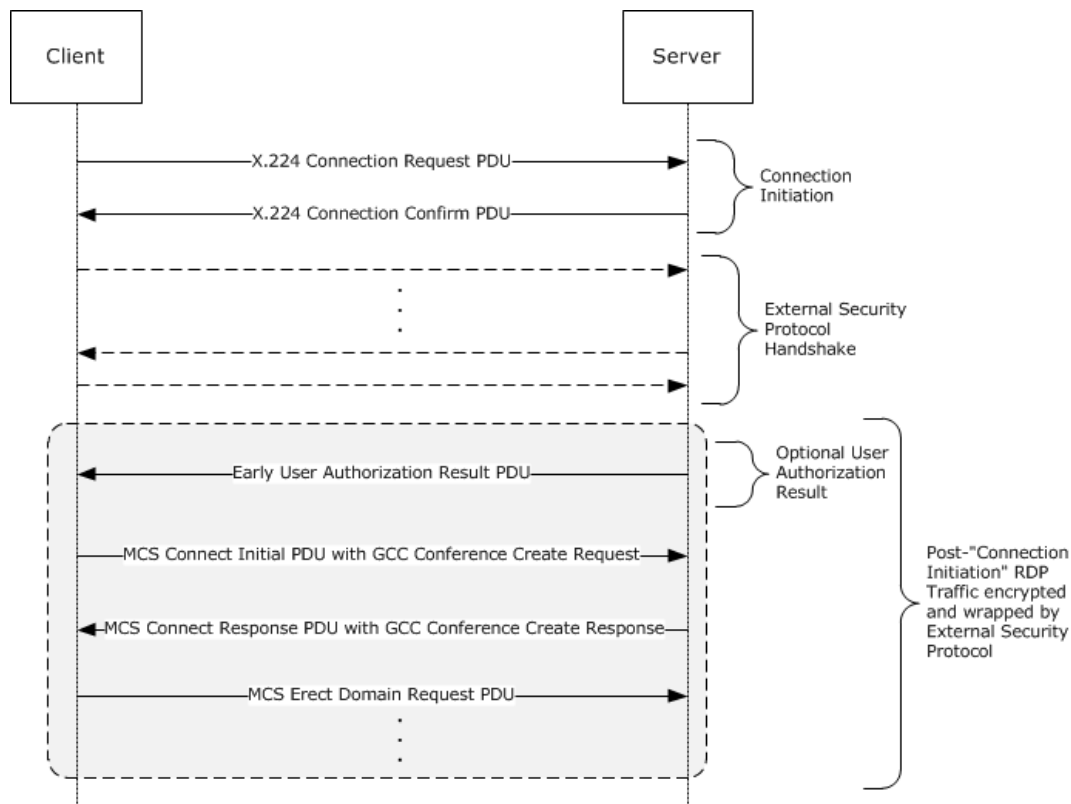 Client
Server
X.224 Connection Request PDU
Connection
Initiation
X.224 Connection Confirm PDU
External Security
Protocol
Handshake
Optional User
Authorization
Result
Early User Authorization Result PDU
MCS Connect Initial PDU with GCC Conference Create Request
Post-"Connection
Initiation" RDP
Traffic encrypted
and wrapped by
External Security
Protocol
MCS Connect Response PDU with GCC Conference Create Response
MCS Erect Domain Request PDU